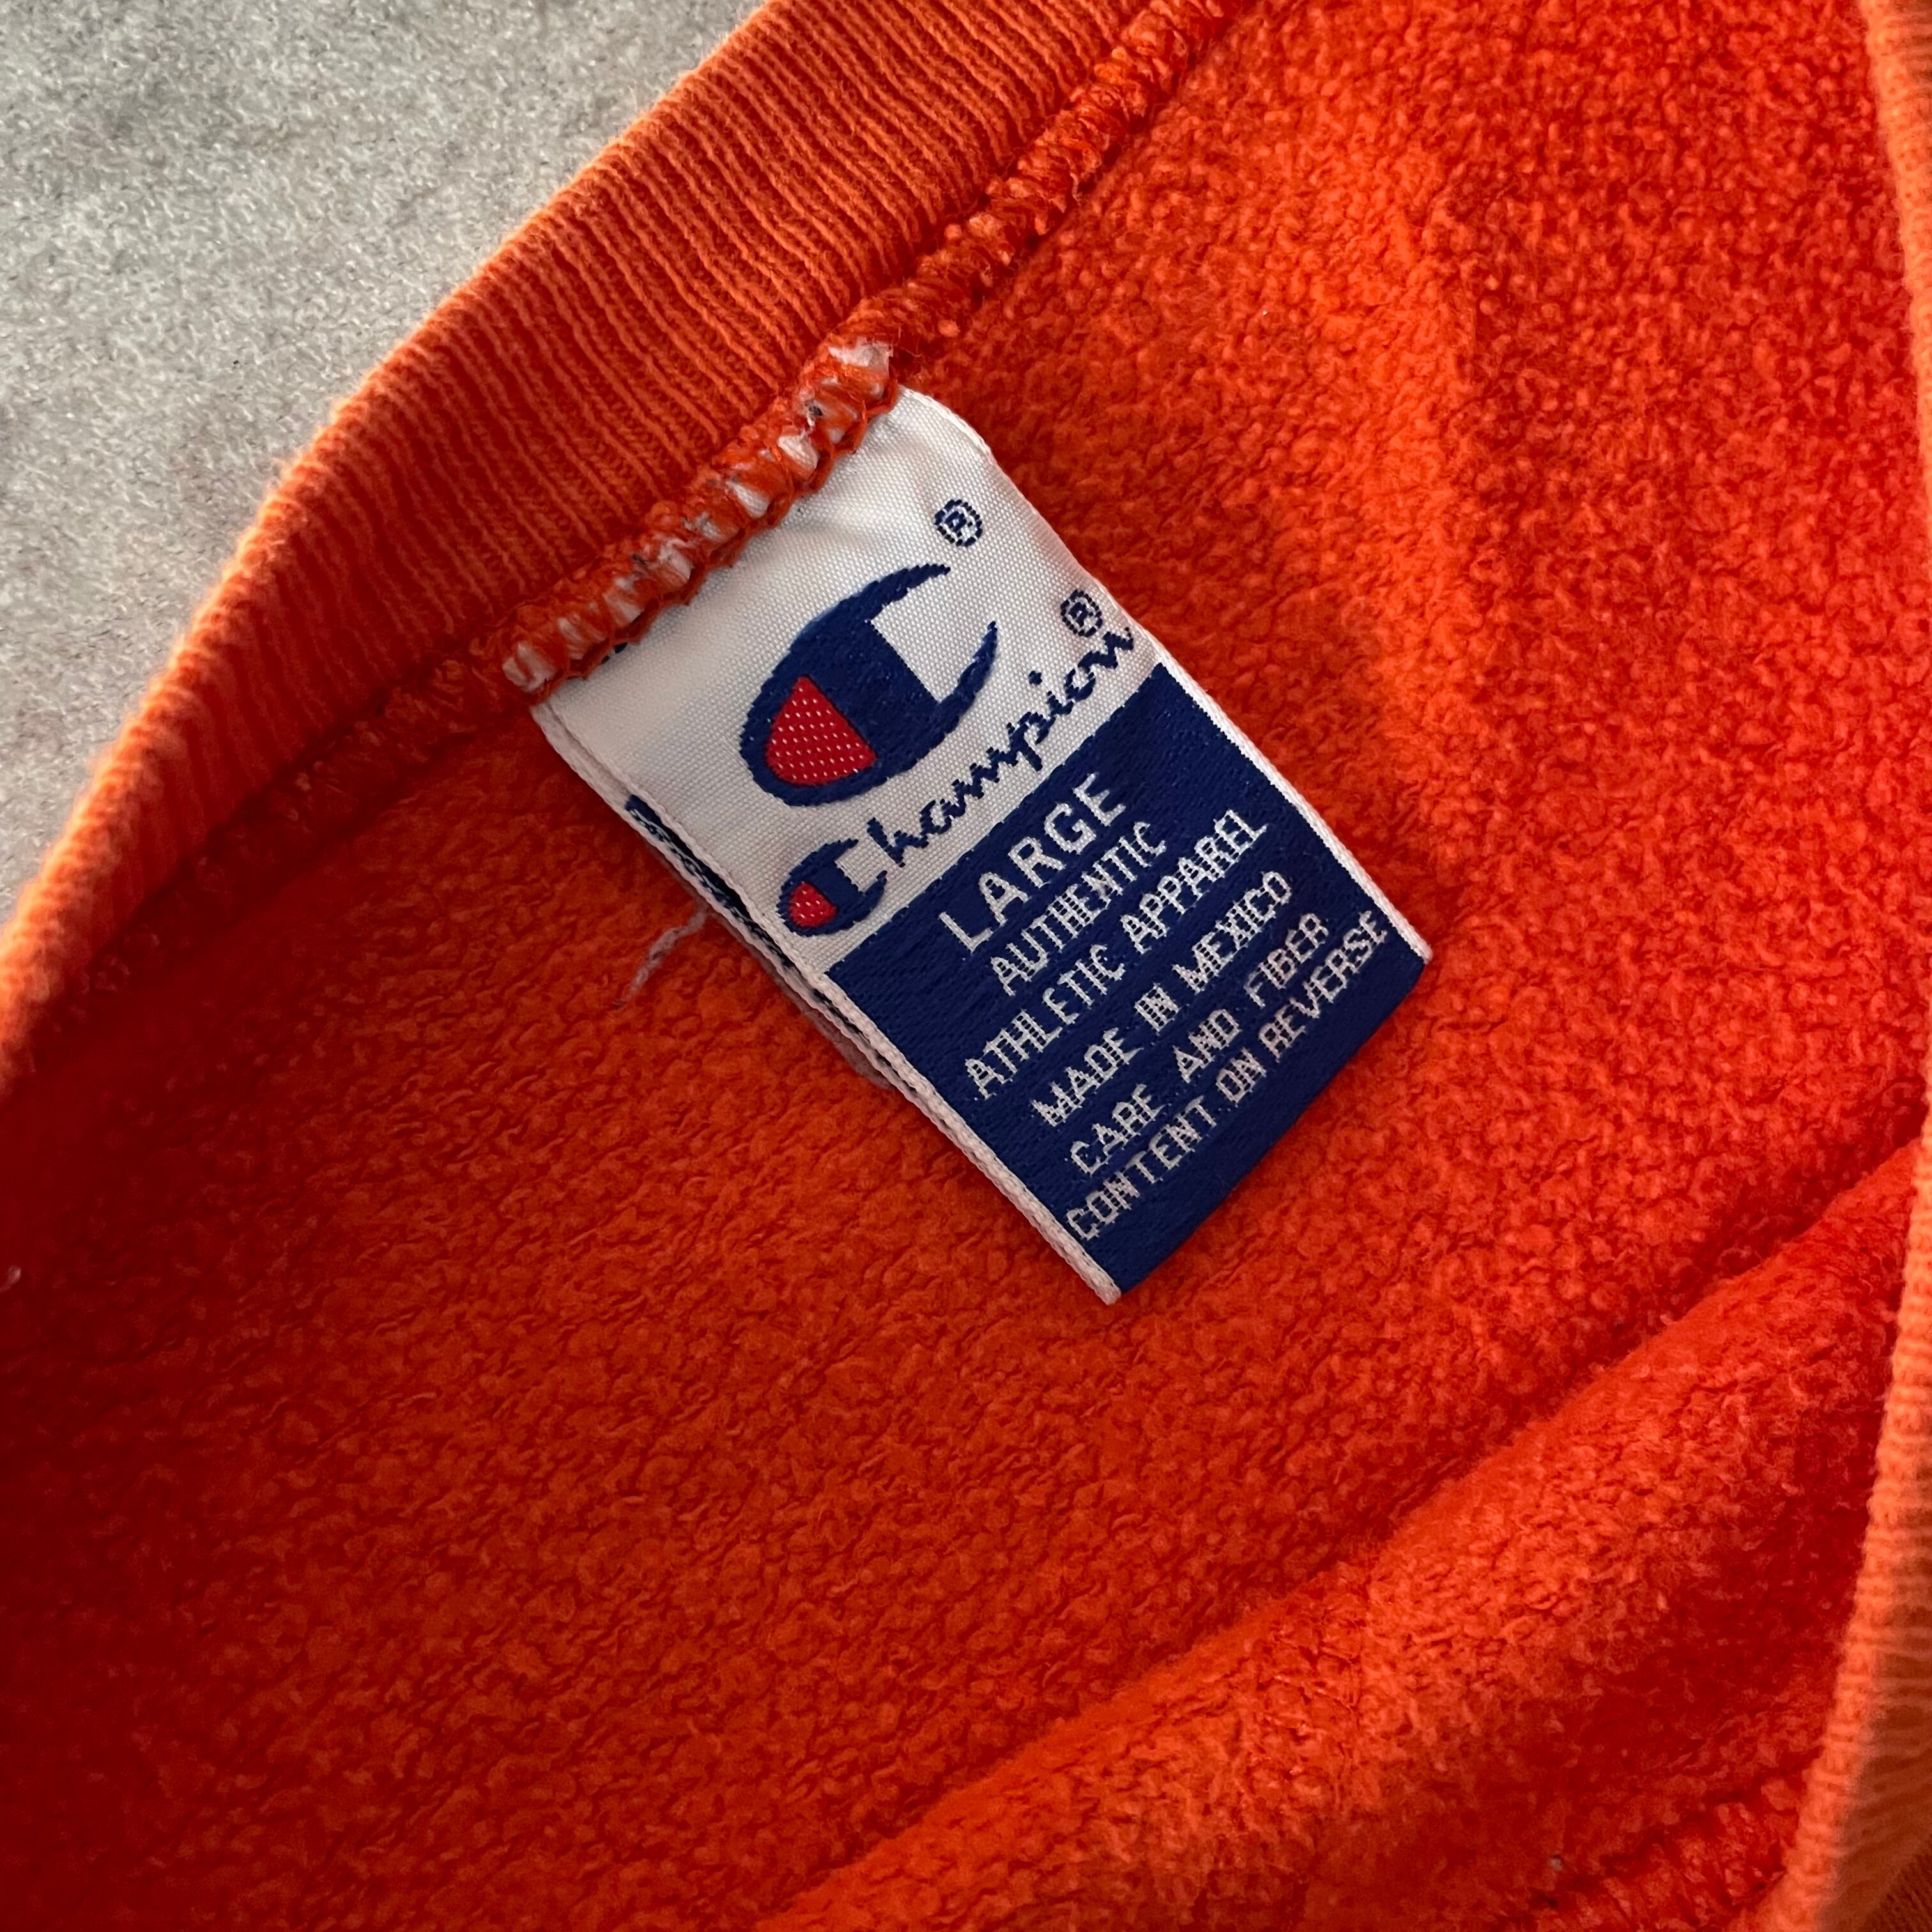 ®
Champion®
LARGE
AUTHENTIC
ATHLETIC APPAREL
MADE IN MEXICO
CARE AND FIBER
CONTENT ON REVERSE